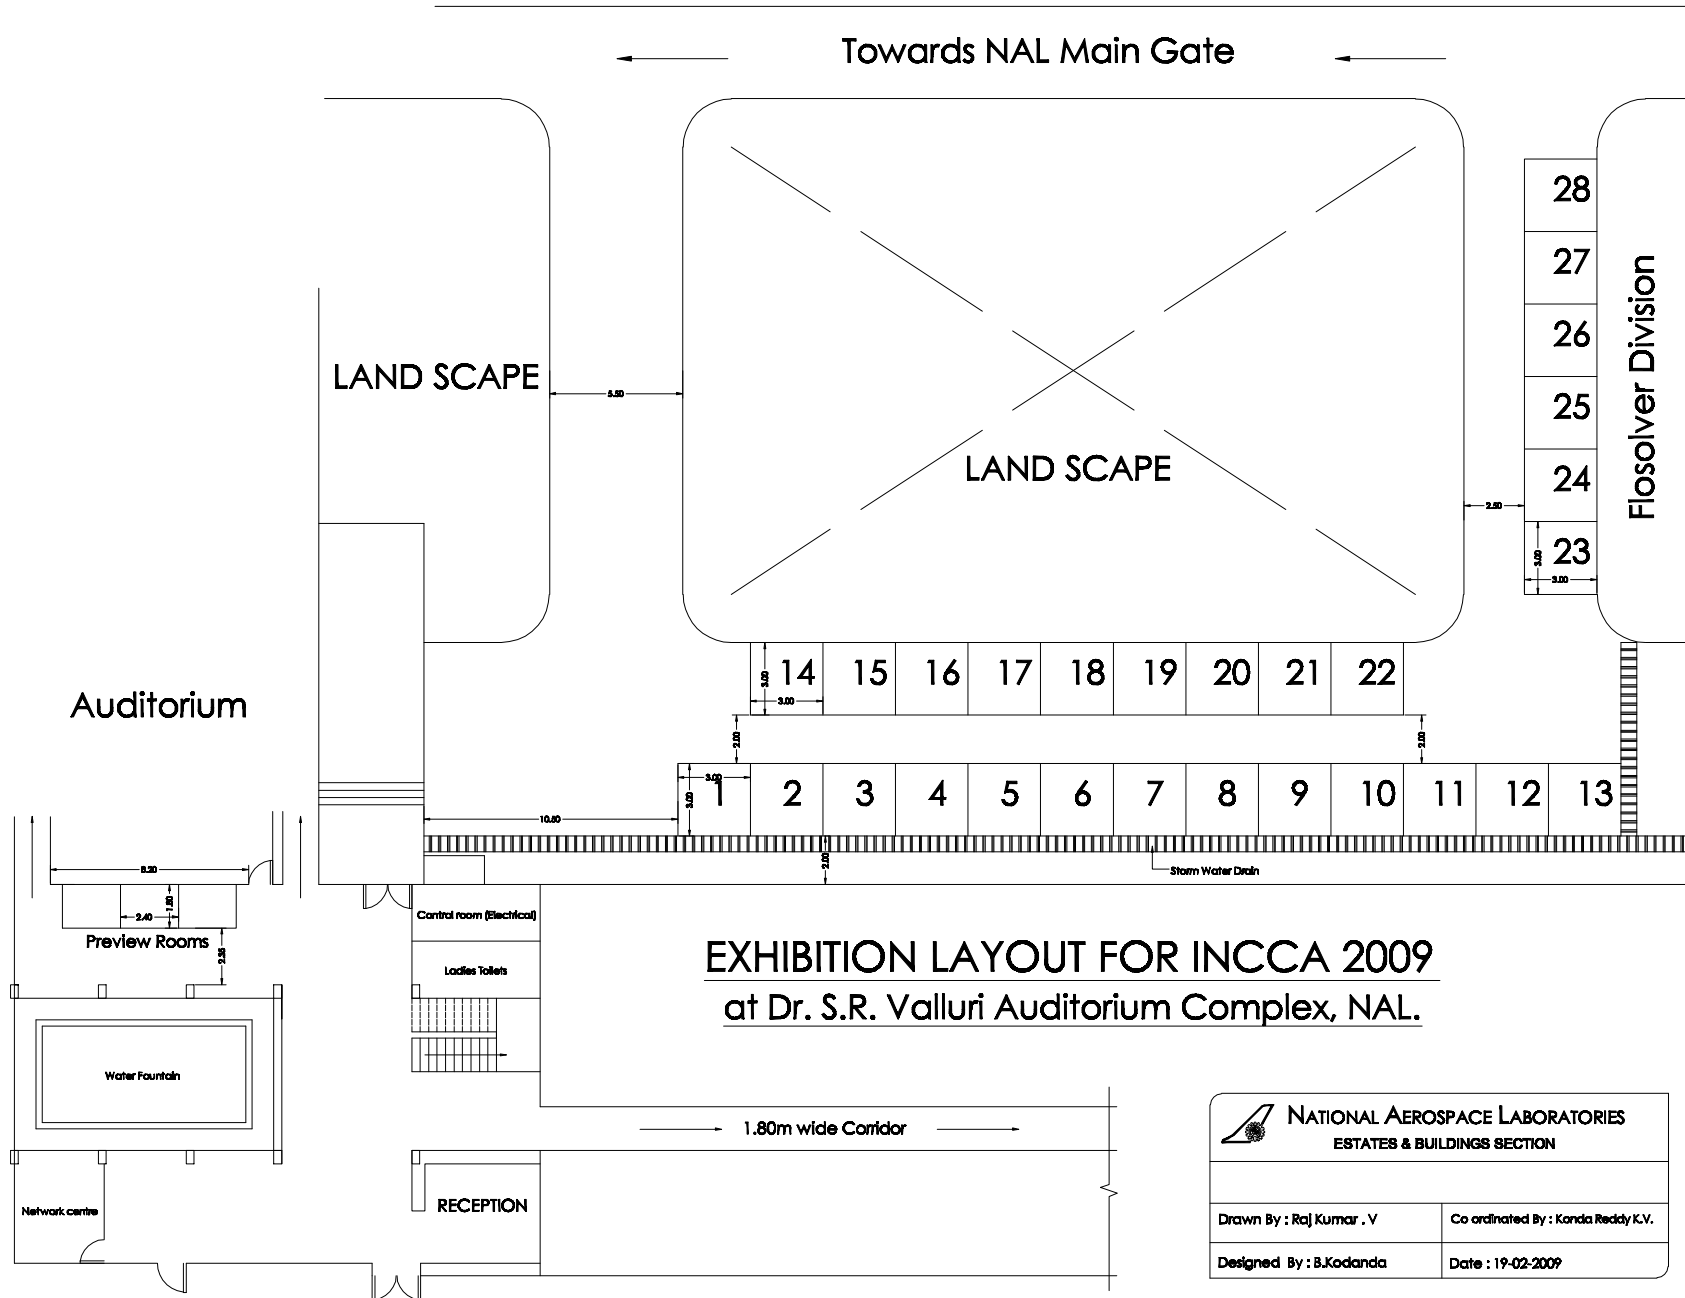 Towards NAL Main Gate
28
27
26
25
24
23
3.00
3.00
Flosolver Division
LAND SCAPE
5.50
LAND SCAPE
2.50
14 15 16 17 18 19 20 21 22
3.00
3.00
2.00
2.00
Auditorium
1 2 3 4 5 6 7 8 9 10 11 12 13
3.00
3.00
10.50
2.00
Storm Water Drain
8.20
2.40
1.80
Preview Rooms
2.35
Control room (Electrical)
Ladies Toilets
EXHIBITION LAYOUT FOR INCCA 2009
at Dr. S.R. Valluri Auditorium Complex, NAL.
Water Fountain
1.80m wide Corridor
RECEPTION
Network centre
NATIONAL AEROSPACE LABORATORIES
ESTATES & BUILDINGS SECTION
Drawn By : Raj Kumar . V
Co ordinated By : Konda Reddy K.V.
Designed By : B.Kodanda
Date : 19-02-2009